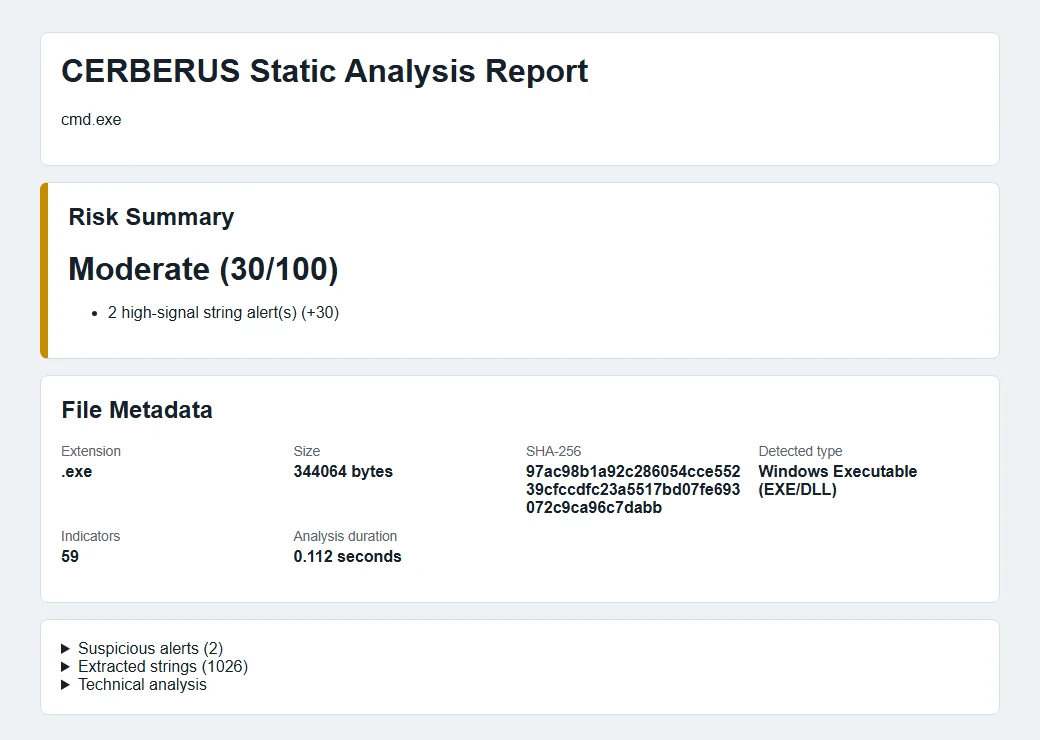 CERBERUS Static Analysis Report
cmd.exe
Risk Summary
Moderate (30/100)
• 2 high-signal string alert(s) (+30)
File Metadata
Extension
.exe
Size
344064 bytes
SHA-256
97ac98b1a92c286054cce552
39cfccdfc23a5517bd07fe693
072c9ca96c7dabb
Detected type
Windows Executable
(EXE/DLL)
Indicators
59
Analysis duration
0.112 seconds
▶ Suspicious alerts (2)
▶ Extracted strings (1026)
▶ Technical analysis